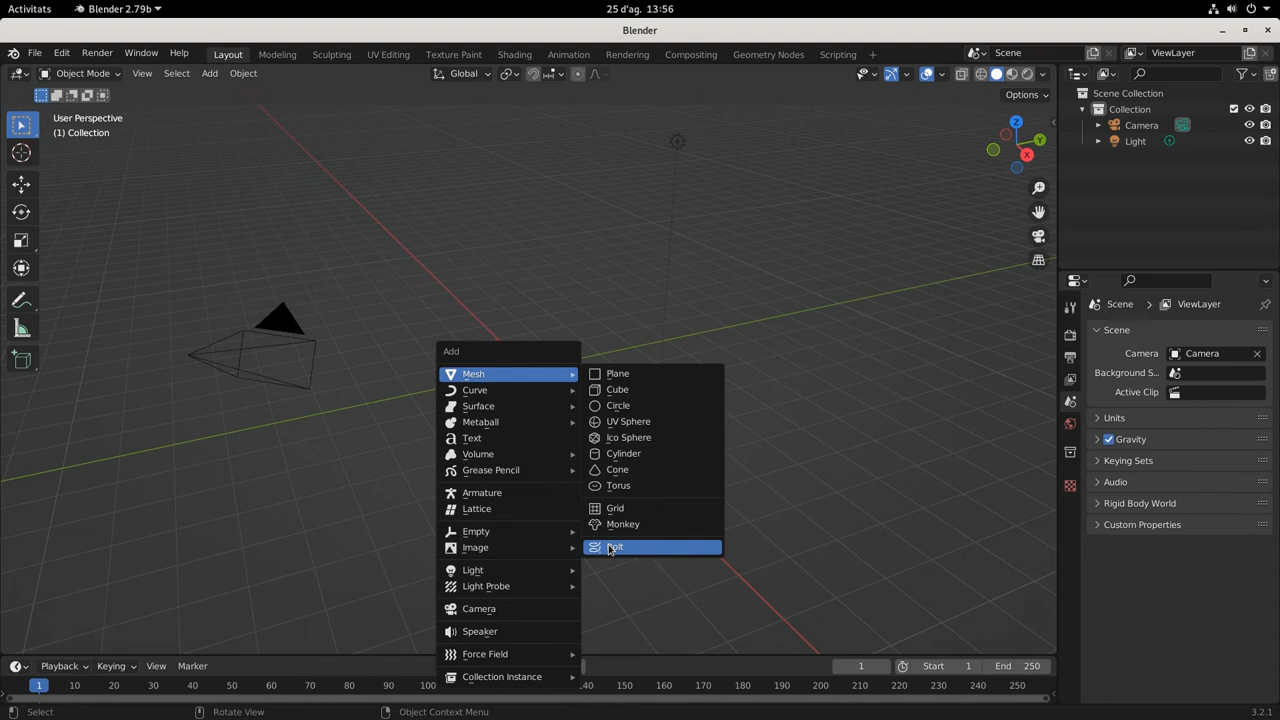 Activitats Blender 2.79b 25 d'ag. 13:56
Blender
File Edit Render Window Help Layout Modeling Sculpting UV Editing Texture Paint Shading Animation Rendering Compositing Geometry Nodes Scripting + Scene ViewLayer
Object Mode View Select Add Object Global
Options
User Perspective
(1) Collection
Scene Collection
Collection
Camera
Light
Z
Y
X
Scene ViewLayer
Scene
Camera Camera
Background S...
Active Clip
Units
Gravity
Keying Sets
Audio
Rigid Body World
Custom Properties
Add
Mesh
Curve
Surface
Metaball
Text
Volume
Grease Pencil
Armature
Lattice
Empty
Image
Light
Light Probe
Camera
Speaker
Force Field
Collection Instance
Plane
Cube
Circle
UV Sphere
Ico Sphere
Cylinder
Cone
Torus
Grid
Monkey
Bolt
Playback Keying View Marker 1 Start 1 End 250
1 10 20 30 40 50 60 70 80 90 100 140 150 160 170 180 190 200 210 220 230 240 250
Select Rotate View Object Context Menu 3.2.1